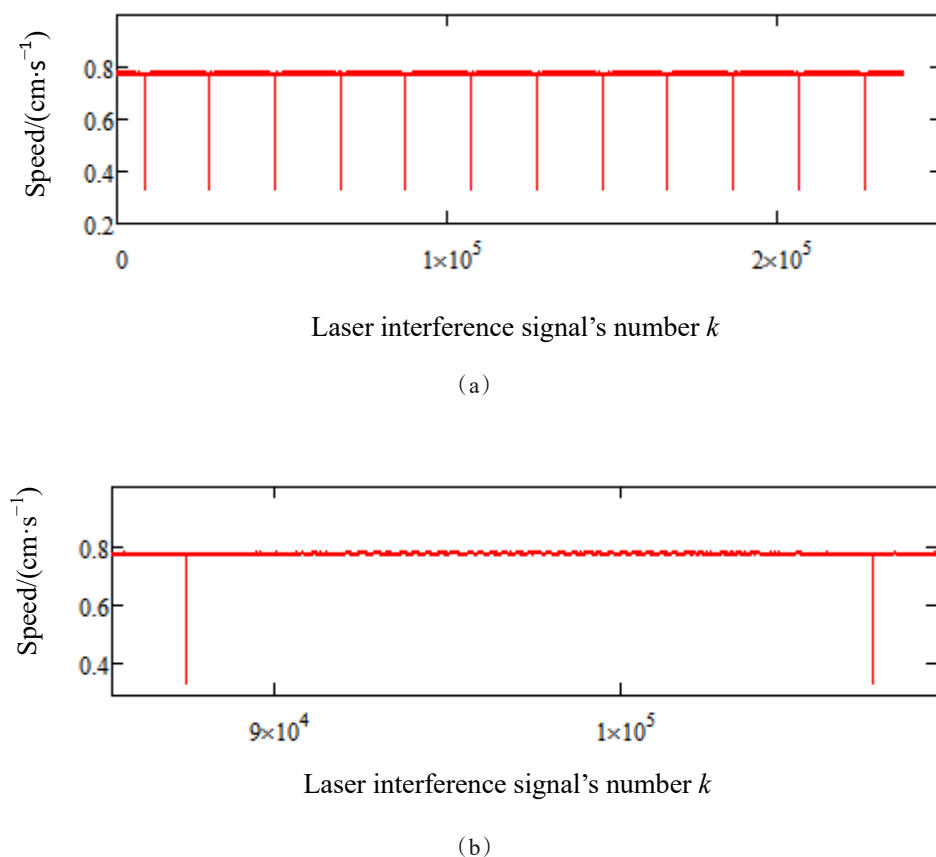 Speed/(cm·s⁻¹)
0.8
0.6
0.4
0.2
0
1×10⁵
2×10⁵
Laser interference signal's number k
（a）
Speed/(cm·s⁻¹)
0.8
0.6
0.4
9×10⁴
1×10⁵
Laser interference signal's number k
（b）